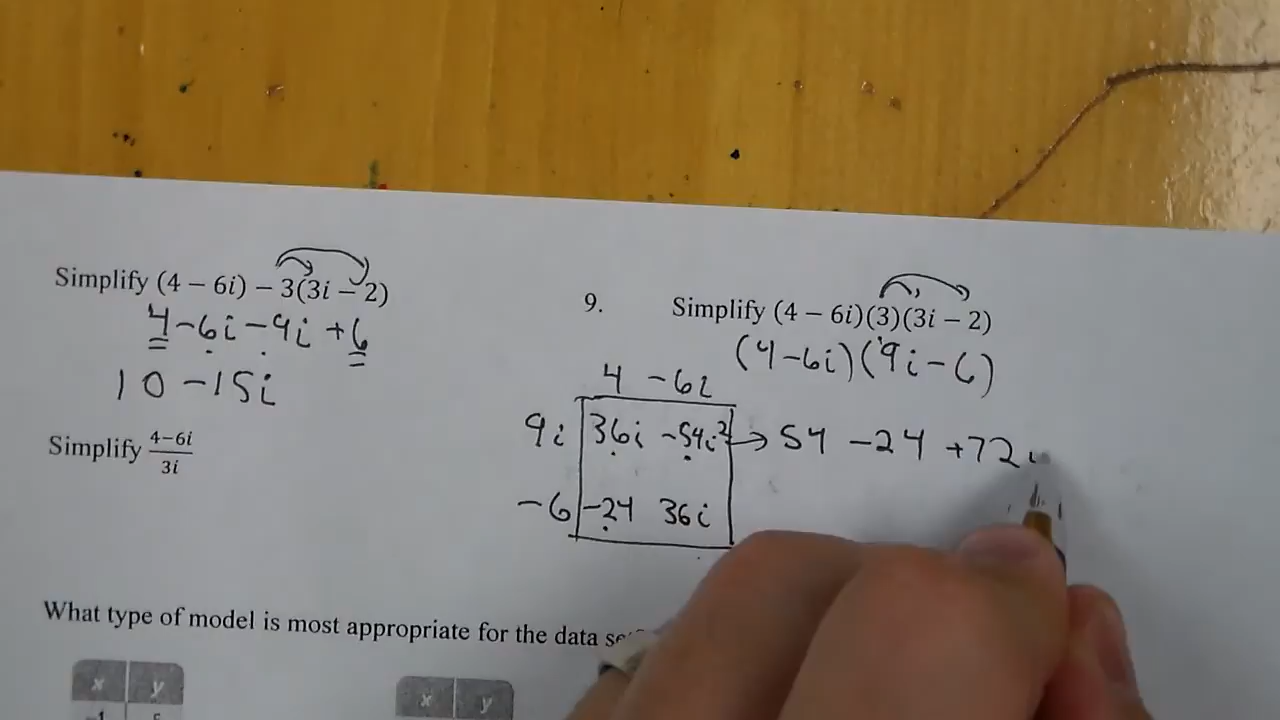 Simplify (4 – 6i) – 3(3i – 2)
4 -6i -9i +6
10 -15i
Simplify 4–6i / 3i
9. Simplify (4 – 6i)(3)(3i – 2)
(4-6i)(9i-6)
4 -6i
9i 36i -54i² → 54 -24 +72i
-6 -24 36i
What type of model is most appropriate for the data
x y
x y